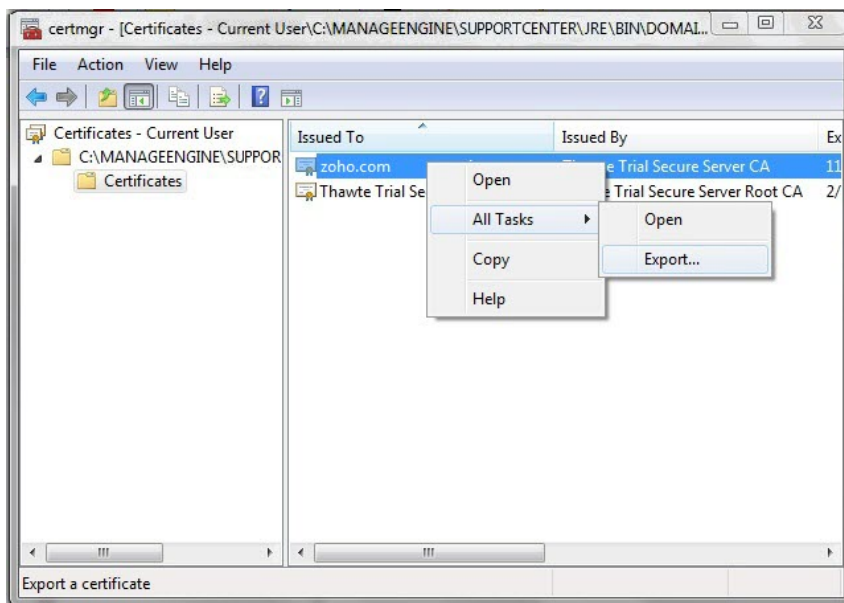 certmgr - [Certificates - Current User\C:\MANAGEENGINE\SUPPORTCENTER\JRE\BIN\DOMAI...
File Action View Help
Certificates - Current User
C:\MANAGEENGINE\SUPPOR
Certificates
Issued To Issued By Ex
zoho.com Trial Secure Server CA 11
Thawte Trial Se Trial Secure Server Root CA 2/
Open
All Tasks
Copy
Help
Open
Export...
Export a certificate